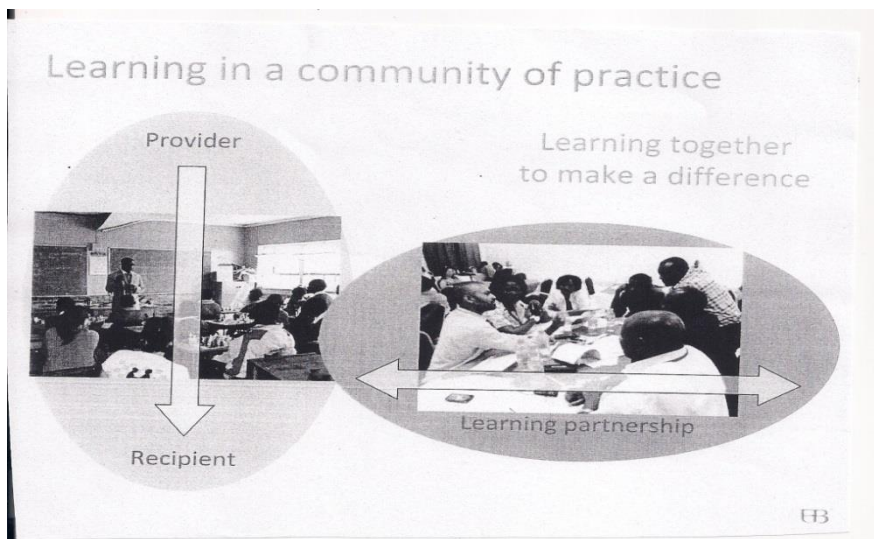 Learning in a community of practice
Provider
Learning together
to make a difference
Learning partnership
Recipient